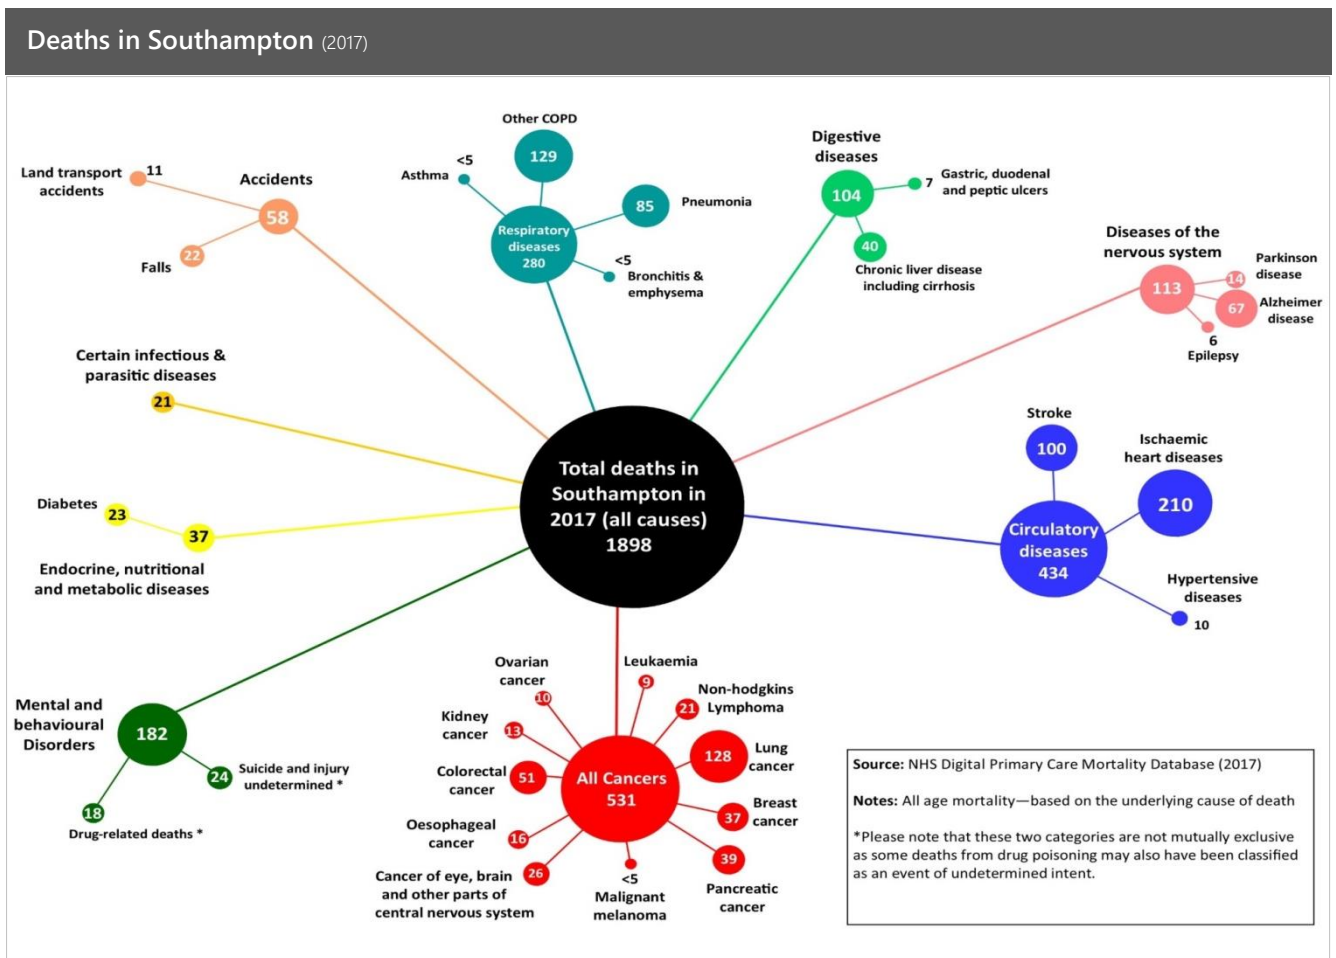 Deaths in Southampton (2017)
Land transport
accidents
11
Accidents
58
22
Falls
Other COPD
129
<5
Asthma
85
Pneumonia
Respiratory
diseases
280
<5
Bronchitis &
emphysema
Digestive
diseases
104
7
Gastric, duodenal
and peptic ulcers
40
Chronic liver disease
including cirrhosis
Diseases of the
nervous system
113
Parkinson
disease
14
67
Alzheimer
disease
6
Epilepsy
Certain infectious &
parasitic diseases
21
Diabetes
23
37
Endocrine, nutritional
and metabolic diseases
Total deaths in
Southampton in
2017 (all causes)
1898
Stroke
100
Ischaemic
heart diseases
210
Circulatory
diseases
434
Hypertensive
diseases
10
Mental and
behavioural
Disorders
182
24
Suicide and injury
undetermined *
18
Drug-related deaths *
Ovarian
cancer
10
Leukaemia
9
Non-hodgkins
Lymphoma
21
Kidney
cancer
13
128
Lung
cancer
Colorectal
cancer
51
All Cancers
531
37
Breast
cancer
Oesophageal
cancer
16
39
Pancreatic
cancer
26
Cancer of eye, brain
and other parts of
central nervous system
<5
Malignant
melanoma
Source: NHS Digital Primary Care Mortality Database (2017)
Notes: All age mortality—based on the underlying cause of death
*Please note that these two categories are not mutually exclusive
as some deaths from drug poisoning may also have been classified
as an event of undetermined intent.